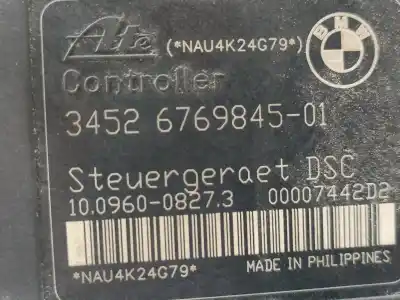 Ate (*NAU4K24G79*) BMW
Controller
3452 6769845-01
Steuergeraet DSC
10.0960-0827.3 00007442D2
*NAU4K24G79* MADE IN PHILIPPINES